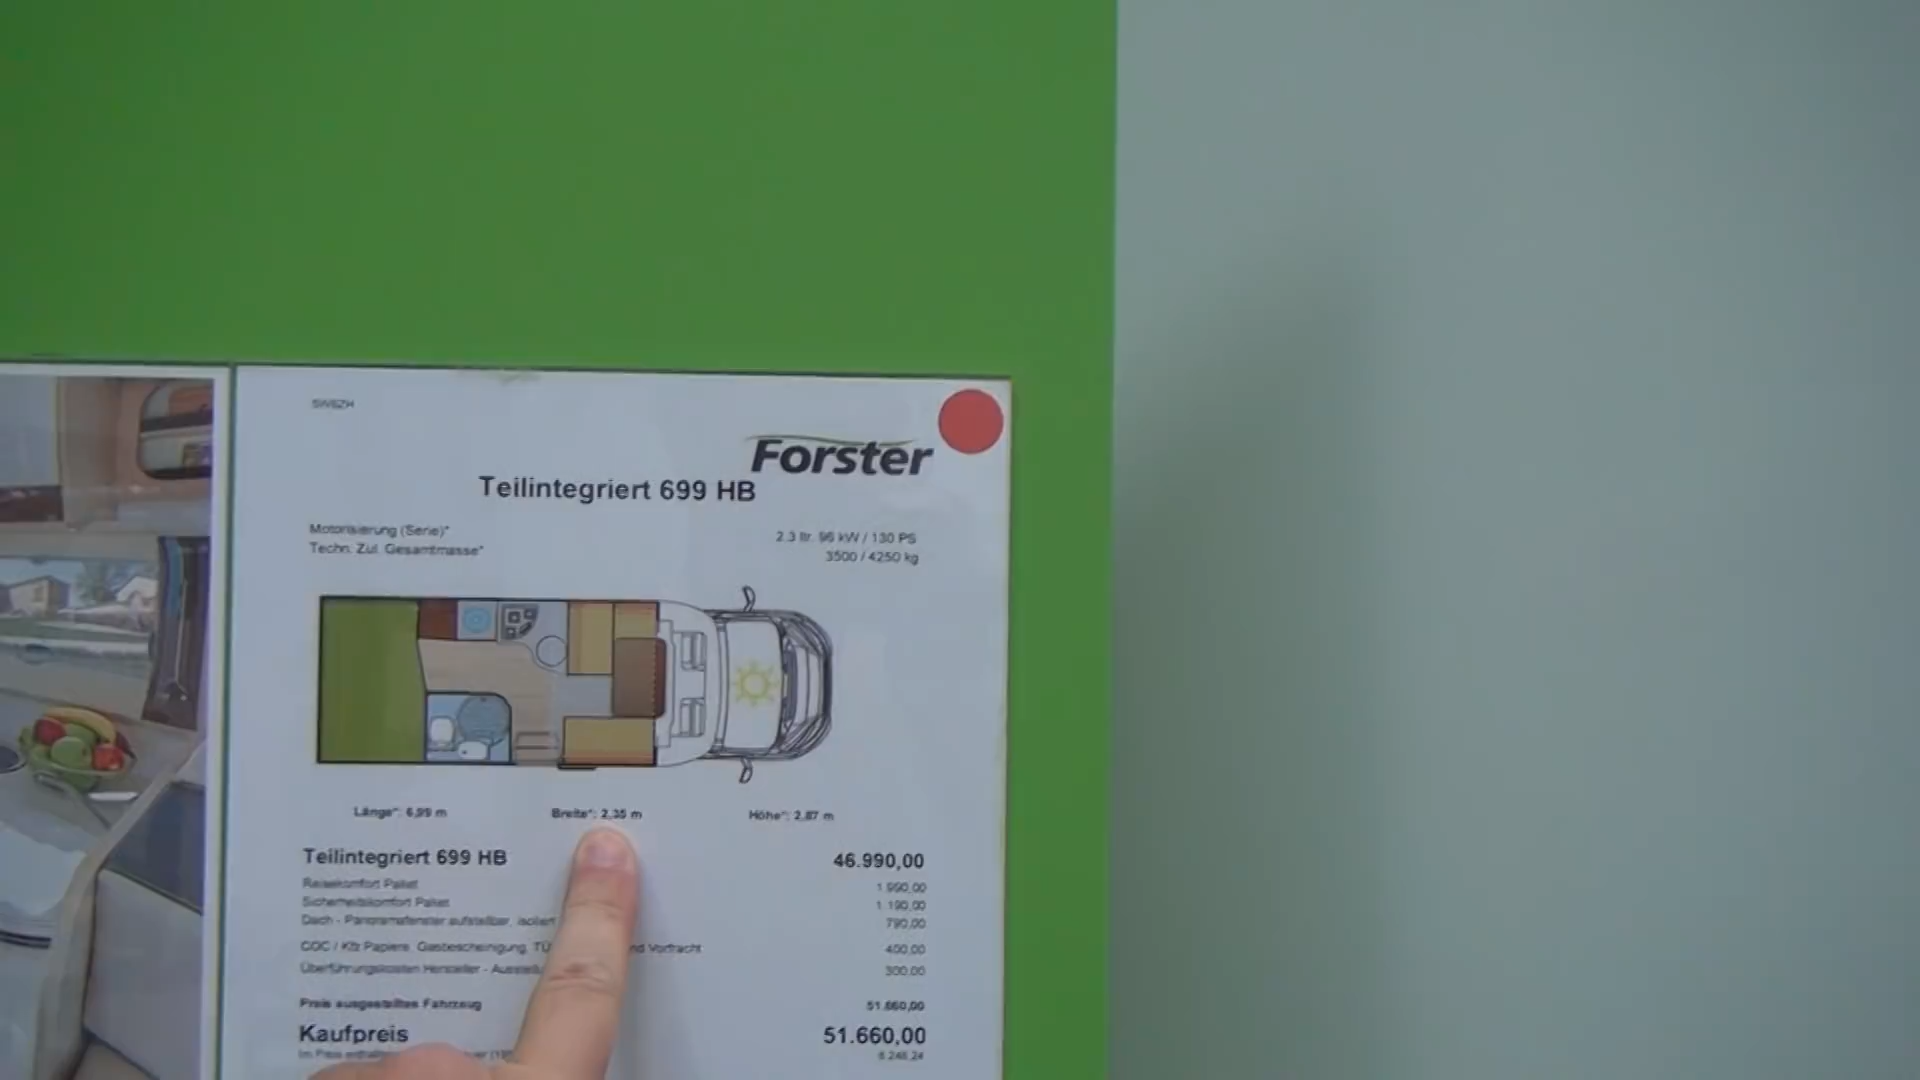 Forster
Teilintegriert 699 HB
Motorisierung (Serie)* 2.3 ltr. 96 kW / 130 PS
Techn. Zul. Gesamtmasse* 3500 / 4250 kg
Länge*: 6,99 m Breite*: 2,35 m Höhe*: 2,87 m
Teilintegriert 699 HB 46.990,00
Reisekomfort Paket 1.990,00
Sicherheitskomfort Paket 1.190,00
Dach - Panoramafenster aufstellbar, isoliert 790,00
COC / Kfz Papiere, Gasbescheinigung, TÜ nd Vorfracht 400,00
Überführungskosten Hersteller - 300,00
Preis ausgestelltes Fahrzeug 51.660,00
Kaufpreis 51.660,00
Im Preis 8.248,24